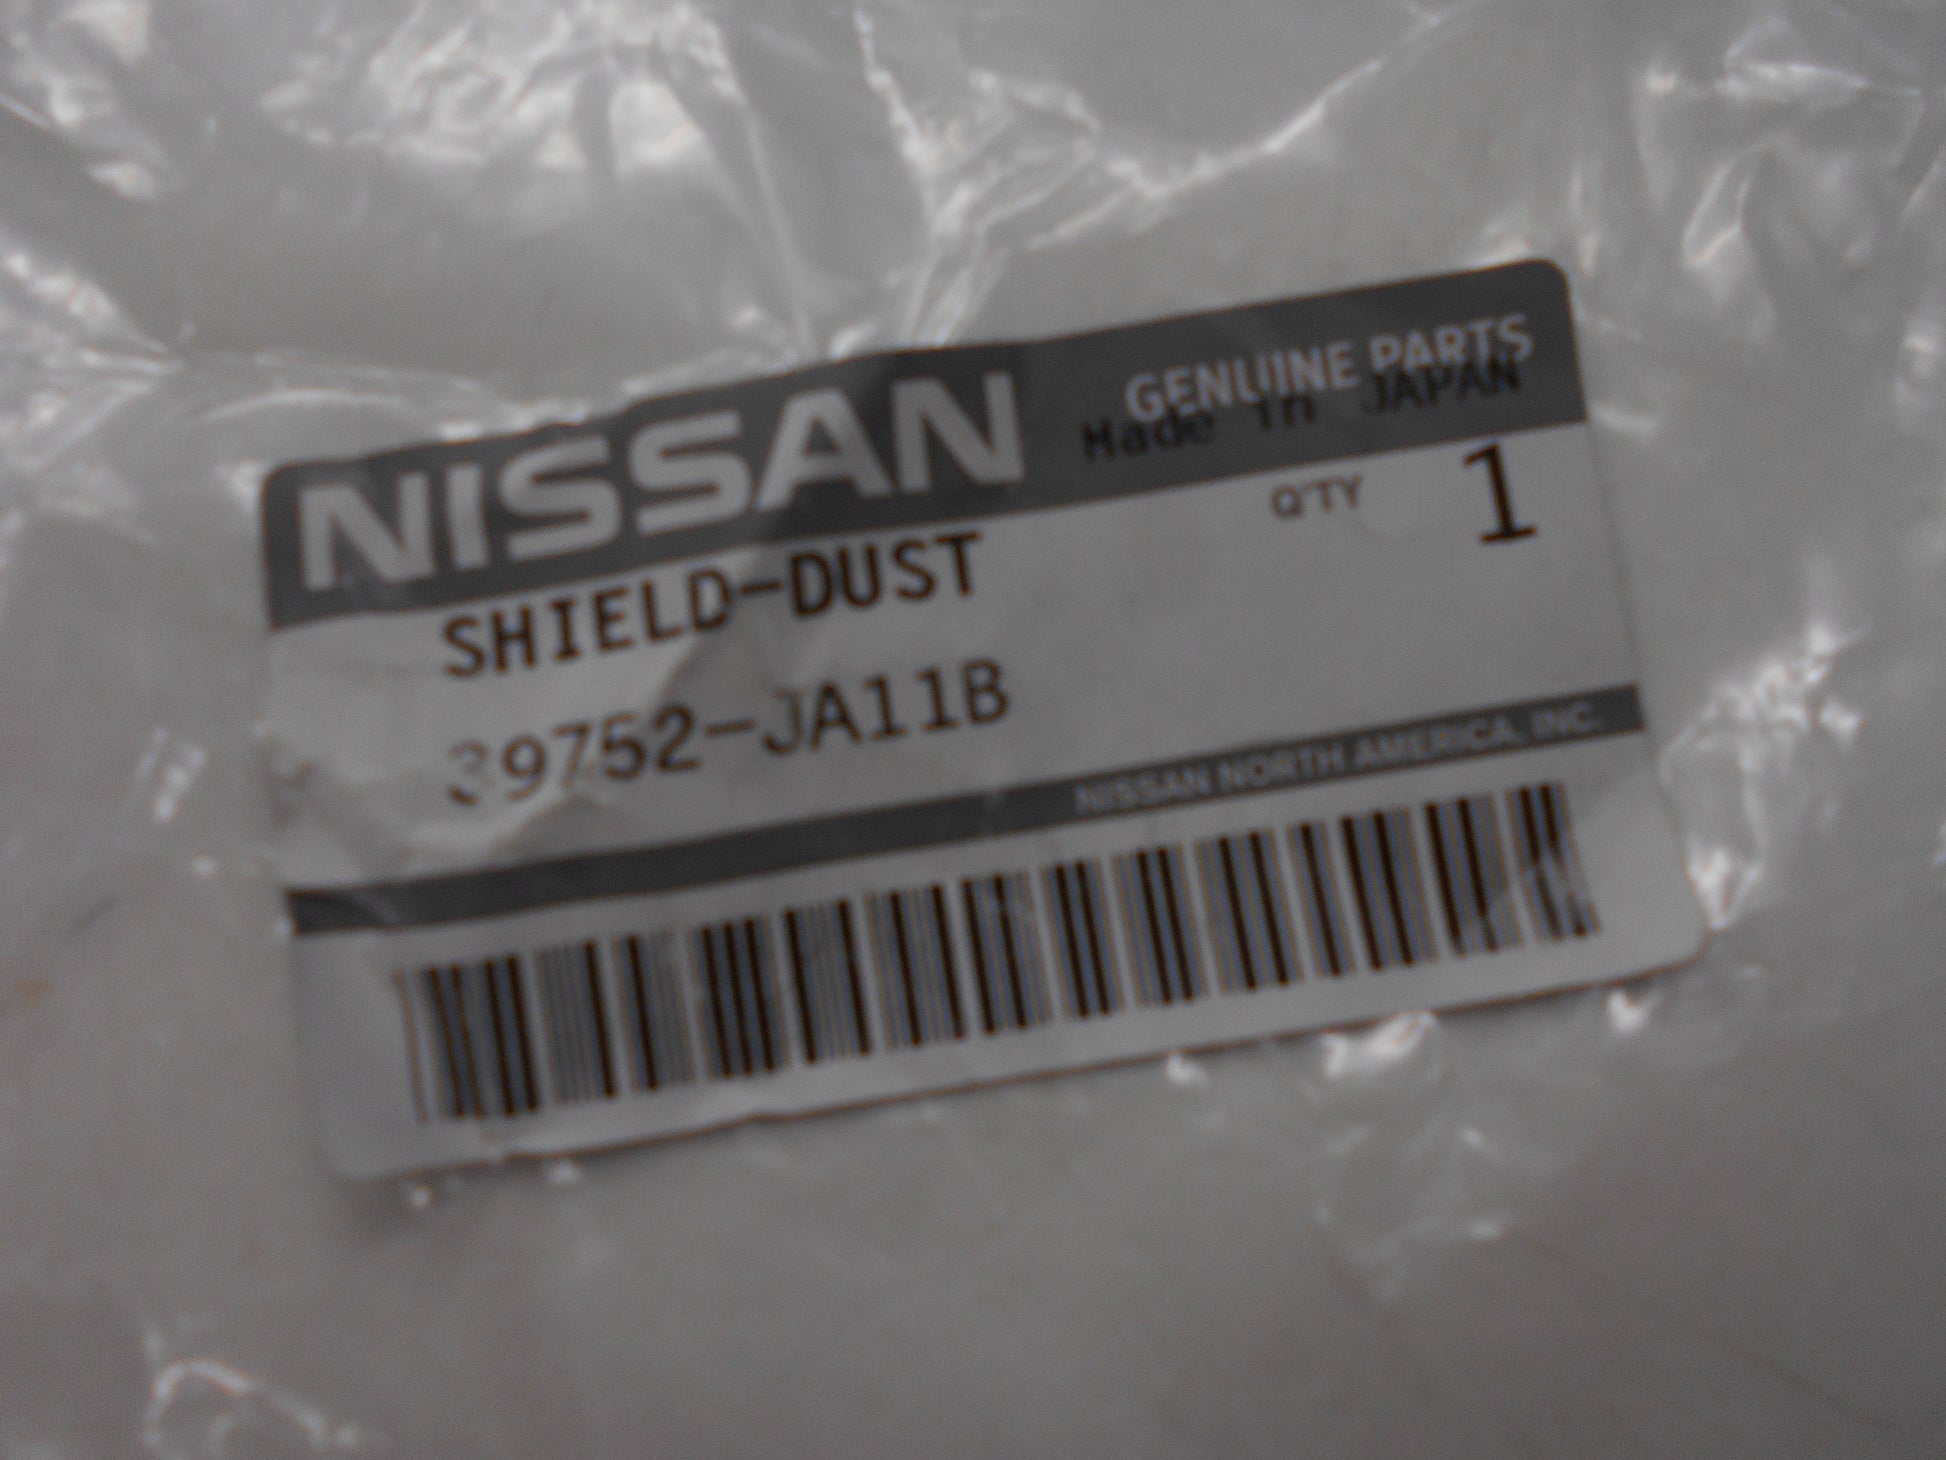 NISSAN
GENUINE PARTS
Made in JAPAN
SHIELD-DUST
Q'TY 1
39752-JA11B
NISSAN NORTH AMERICA, INC.